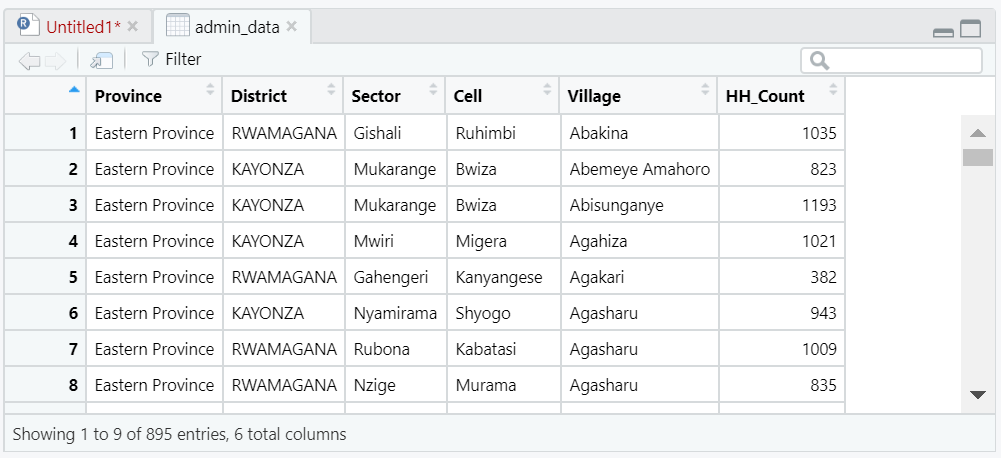 Untitled1* admin_data
Filter
Province District Sector Cell Village HH_Count
1 Eastern Province RWAMAGANA Gishali Ruhimbi Abakina 1035
2 Eastern Province KAYONZA Mukarange Bwiza Abemeye Amahoro 823
3 Eastern Province KAYONZA Mukarange Bwiza Abisunganye 1193
4 Eastern Province KAYONZA Mwiri Migera Agahiza 1021
5 Eastern Province RWAMAGANA Gahengeri Kanyangese Agakari 382
6 Eastern Province KAYONZA Nyamirama Shyogo Agasharu 943
7 Eastern Province RWAMAGANA Rubona Kabatasi Agasharu 1009
8 Eastern Province RWAMAGANA Nzige Murama Agasharu 835
Showing 1 to 9 of 895 entries, 6 total columns